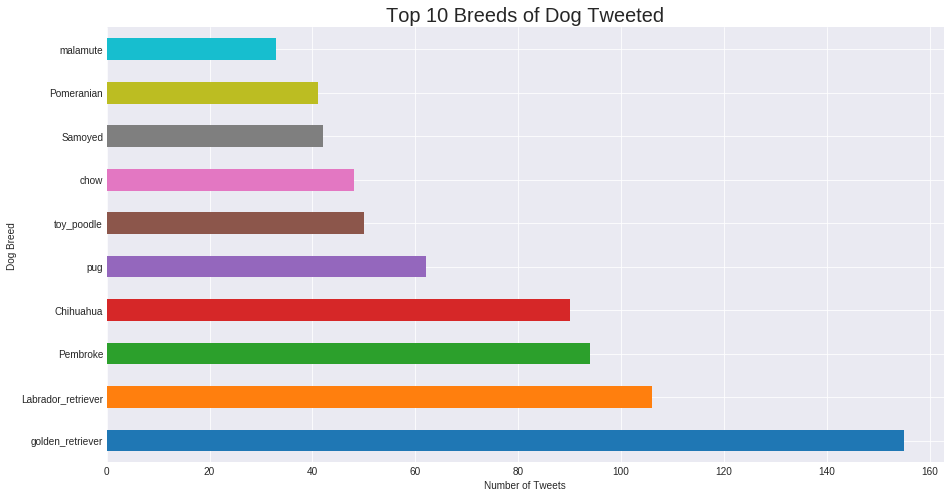 Top 10 Breeds of Dog Tweeted
malamute
Pomeranian
Samoyed
chow
toy_poodle
pug
Chihuahua
Pembroke
Labrador_retriever
golden_retriever
Dog Breed
0 20 40 60 80 100 120 140 160
Number of Tweets